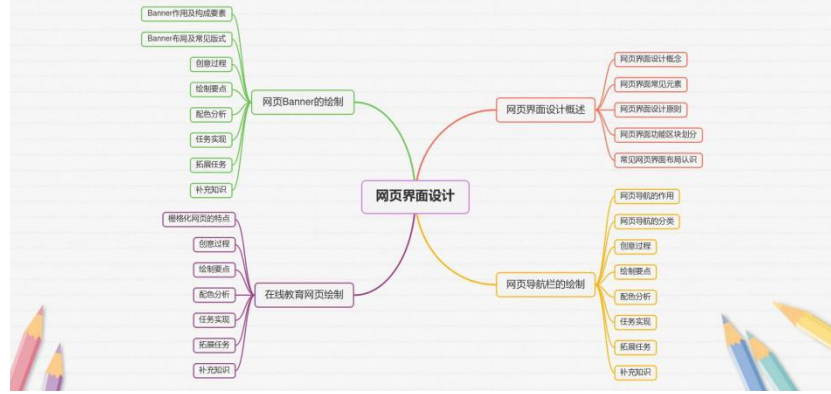 网页界面设计
网页界面设计概述
网页界面设计概念
网页界面常见元素
网页界面设计原则
网页界面功能区块划分
常见网页界面布局认识
网页导航栏的绘制
网页导航的作用
网页导航的分类
创意过程
绘制要点
配色分析
任务实现
拓展任务
补充知识
网页Banner的绘制
Banner作用及构成要素
Banner布局及常见版式
创意过程
绘制要点
配色分析
任务实现
拓展任务
补充知识
在线教育网页绘制
栅格化网页的特点
创意过程
绘制要点
配色分析
任务实现
拓展任务
补充知识